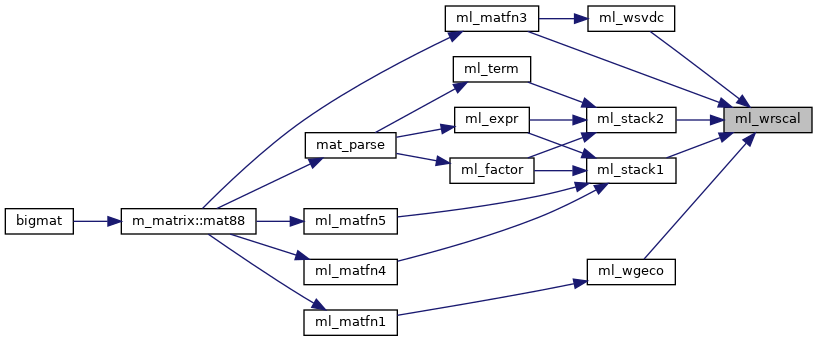 ml_matfn3
ml_wsvdc
ml_term
ml_expr
ml_stack2
ml_wrscal
mat_parse
ml_factor
ml_stack1
bigmat
m_matrix::mat88
ml_matfn5
ml_matfn4
ml_wgeco
ml_matfn1